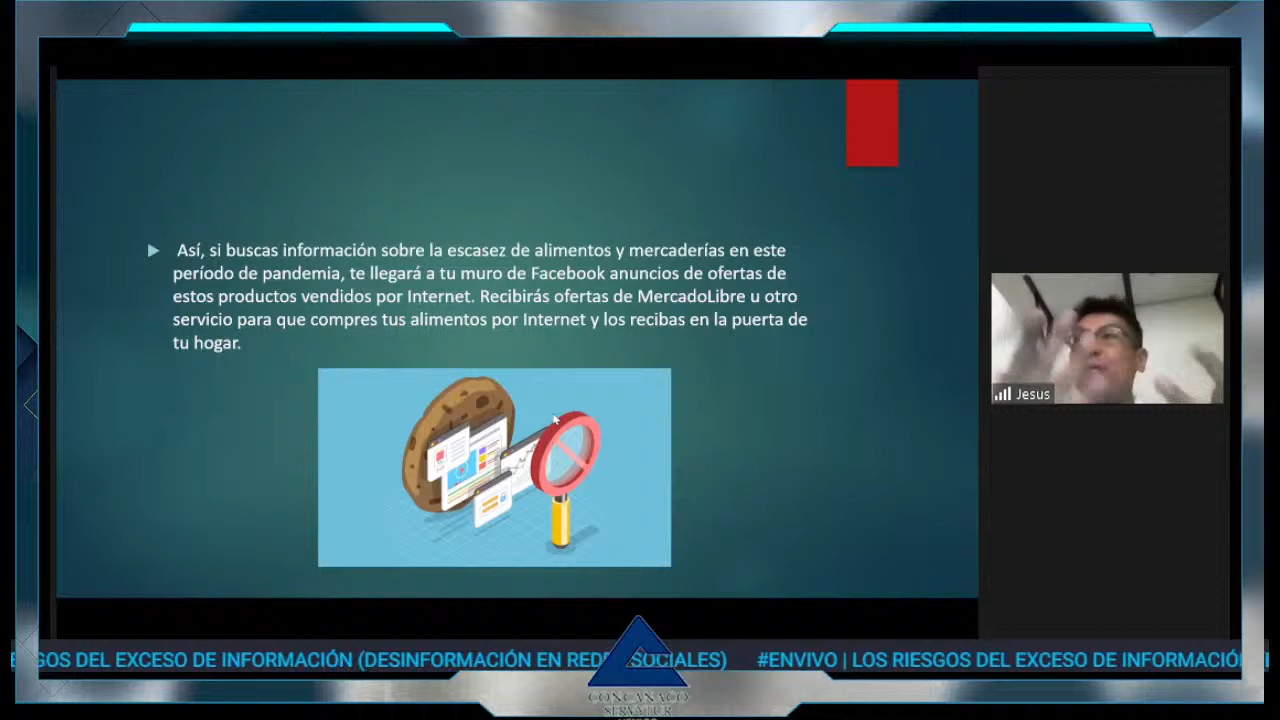 Así, si buscas información sobre la escasez de alimentos y mercaderías en este
período de pandemia, te llegará a tu muro de Facebook anuncios de ofertas de
estos productos vendidos por Internet. Recibirás ofertas de MercadoLibre u otro
servicio para que compres tus alimentos por Internet y los recibas en la puerta de
tu hogar.
Jesus
SGOS DEL EXCESO DE INFORMACIÓN (DESINFORMACIÓN EN REDES SOCIALES) #ENVIVO | LOS RIESGOS DEL EXCESO DE INFORMACIÓN
CONCANACO
SERVYTUR